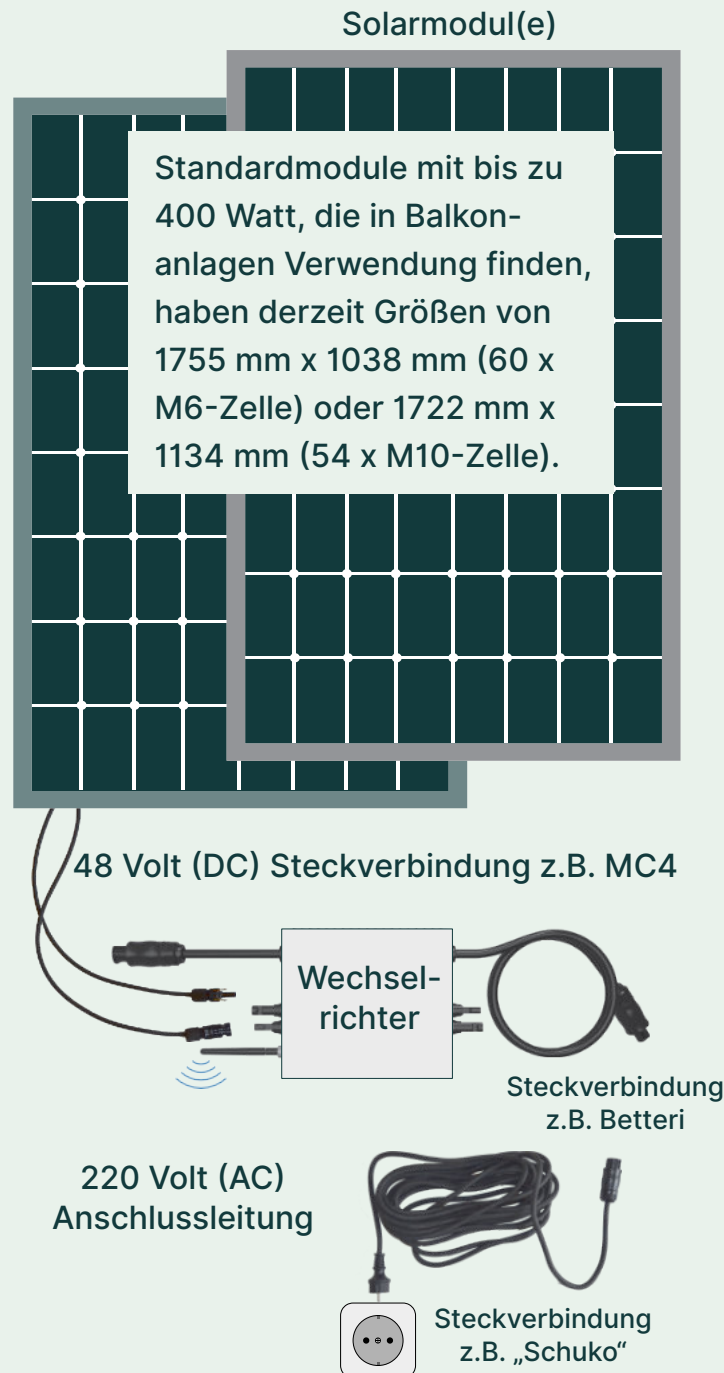 Solarmodul(e)
Standardmodule mit bis zu
400 Watt, die in Balkon-
anlagen Verwendung finden,
haben derzeit Größen von
1755 mm x 1038 mm (60 x
M6-Zelle) oder 1722 mm x
1134 mm (54 x M10-Zelle).
48 Volt (DC) Steckverbindung z.B. MC4
Wechsel-
richter
Steckverbindung
z.B. Betteri
220 Volt (AC)
Anschlussleitung
Steckverbindung
z.B. „Schuko“